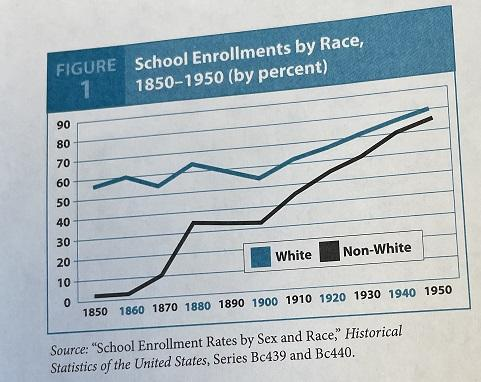 FIGURE
1
School Enrollments by Race,
1850–1950 (by percent)
90
80
70
60
50
40
30
20
10
0
White Non-White
1850 1860 1870 1880 1890 1900 1910 1920 1930 1940 1950
Source: “School Enrollment Rates by Sex and Race,” Historical
Statistics of the United States, Series Bc439 and Bc440.